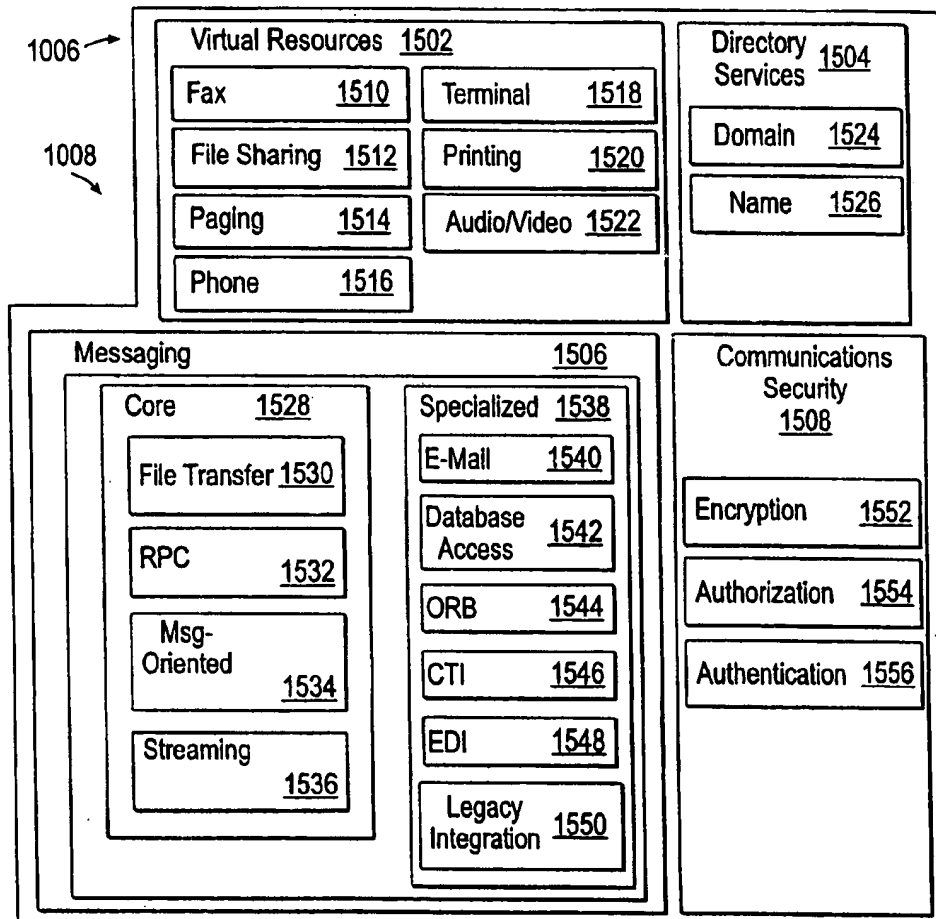 1006
1008
Virtual Resources 1502
Fax 1510
File Sharing 1512
Paging 1514
Phone 1516
Terminal 1518
Printing 1520
Audio/Video 1522
Directory
Services 1504
Domain 1524
Name 1526
Messaging 1506
Core 1528
File Transfer 1530
RPC 1532
Msg-
Oriented
1534
Streaming
1536
Specialized 1538
E-Mail 1540
Database
Access 1542
ORB 1544
CTI 1546
EDI 1548
Legacy
Integration 1550
Communications
Security
1508
Encryption 1552
Authorization 1554
Authentication 1556